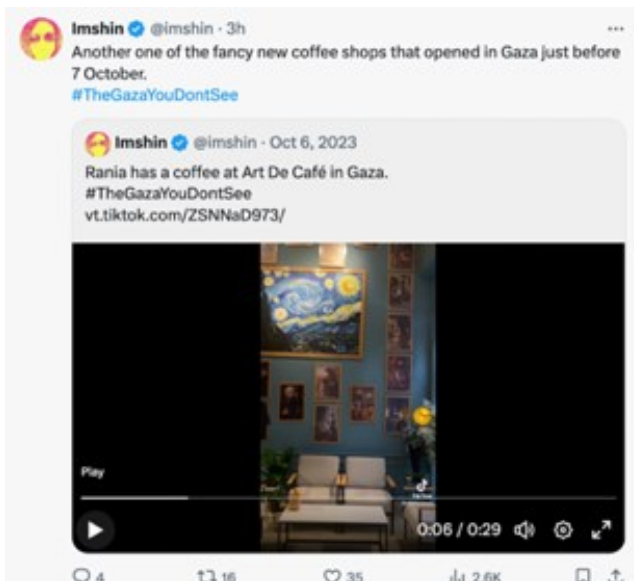 Imshin @imshin · 3h
Another one of the fancy new coffee shops that opened in Gaza just before
7 October.
#TheGazaYouDontSee
Imshin @imshin · Oct 6, 2023
Rania has a coffee at Art De Café in Gaza.
#TheGazaYouDontSee
vt.tiktok.com/ZSNNaD973/
Play
0:06 / 0:29
4 16 35 2.6K